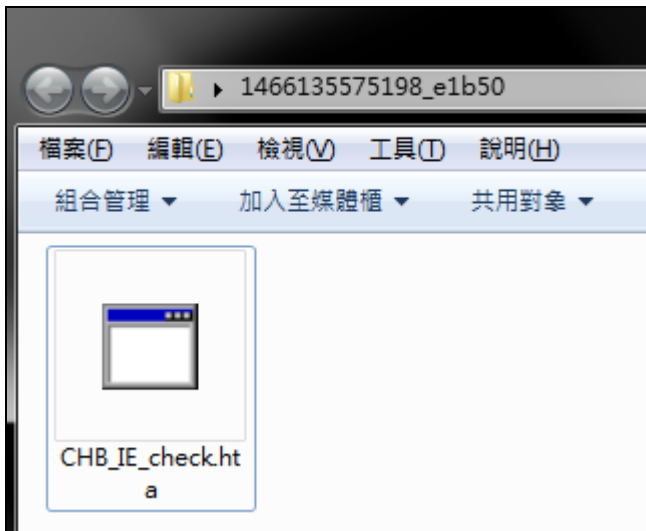 1466135575198_e1b50
檔案(F) 編輯(E) 檢視(V) 工具(T) 說明(H)
組合管理 加入至媒體櫃 共用對象
CHB_IE_check.ht
a